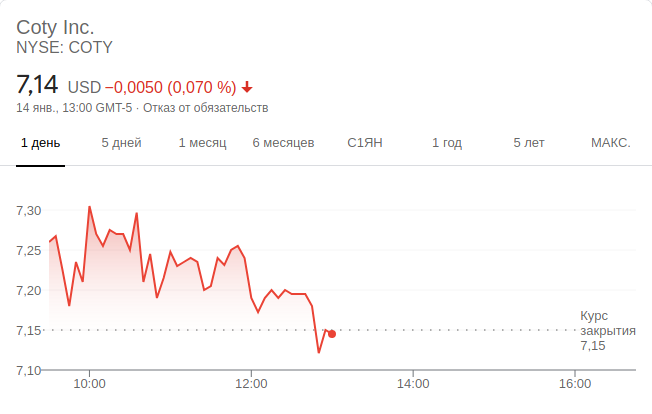 Coty Inc.
NYSE: COTY
7,14 USD −0,0050 (0,070 %)
14 янв., 13:00 GMT-5 · Отказ от обязательств
1 день 5 дней 1 месяц 6 месяцев С1ЯН 1 год 5 лет МАКС.
7,30
7,25
7,20
7,15
7,10
Курс
закрытия
7,15
10:00 12:00 14:00 16:00